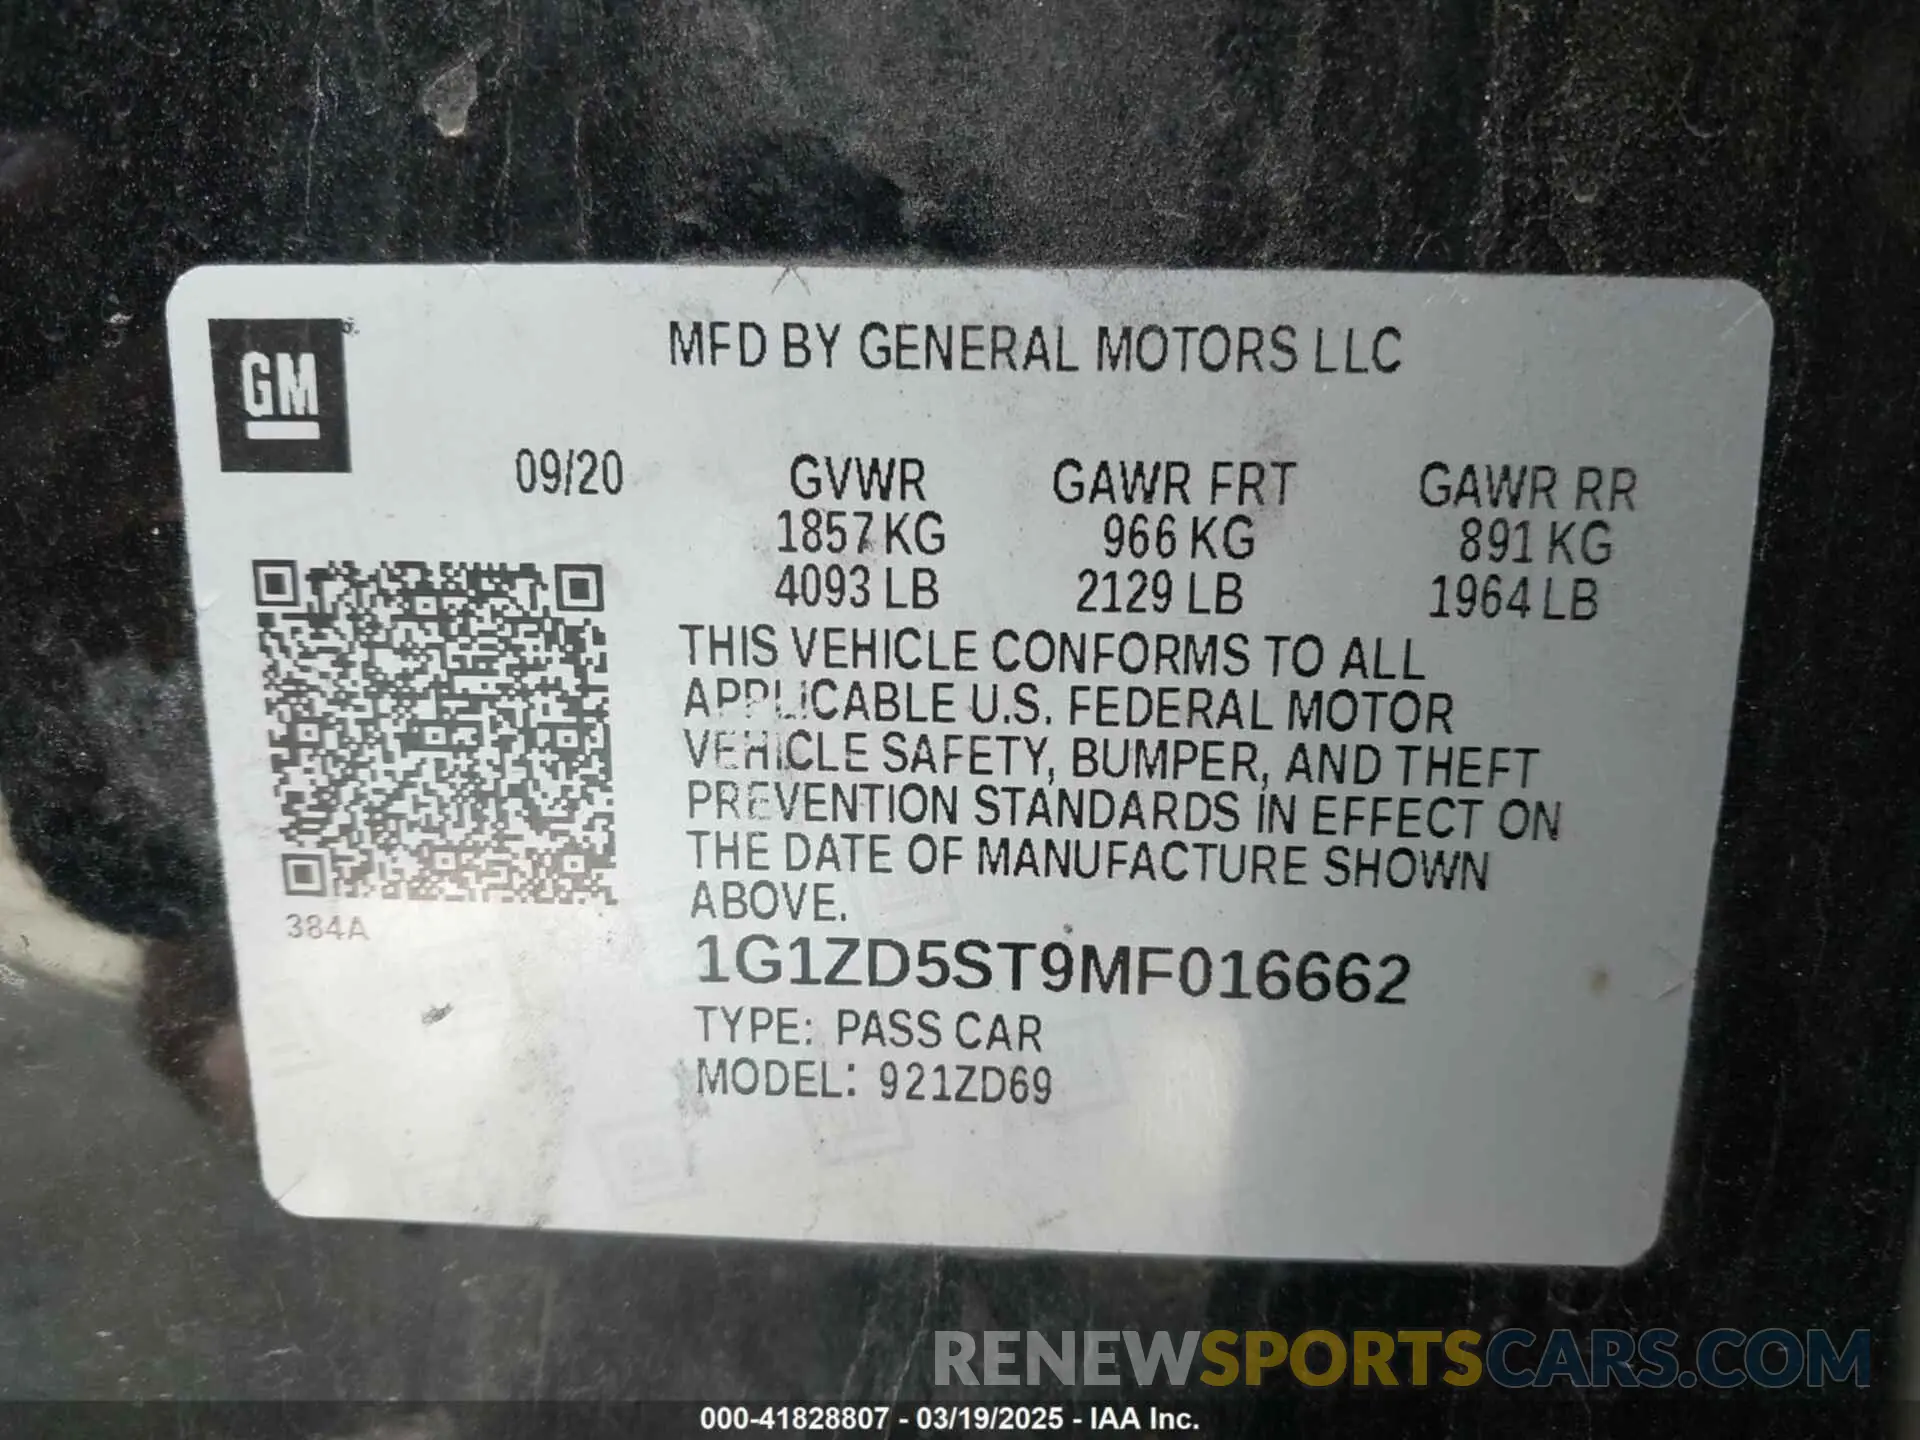 GM
MFD BY GENERAL MOTORS LLC
09/20 GVWR GAWR FRT GAWR RR
1857 KG 966 KG 891 KG
4093 LB 2129 LB 1964 LB
THIS VEHICLE CONFORMS TO ALL
APPLICABLE U.S. FEDERAL MOTOR
VEHICLE SAFETY, BUMPER, AND THEFT
PREVENTION STANDARDS IN EFFECT ON
THE DATE OF MANUFACTURE SHOWN
ABOVE.
384A
1G1ZD5ST9MF016662
TYPE: PASS CAR
MODEL: 921ZD69
RENEWSPORTSCARS.COM
000-41828807 - 03/19/2025 - IAA Inc.